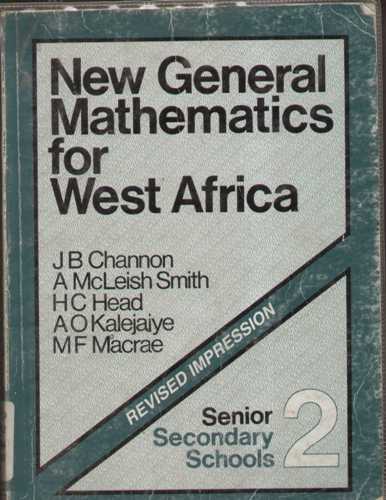 New General
Mathematics
for
West Africa
J B Channon
A McLeish Smith
H C Head
A O Kalejaiye
M F Macrae
REVISED IMPRESSION
Senior
Secondary
Schools
2